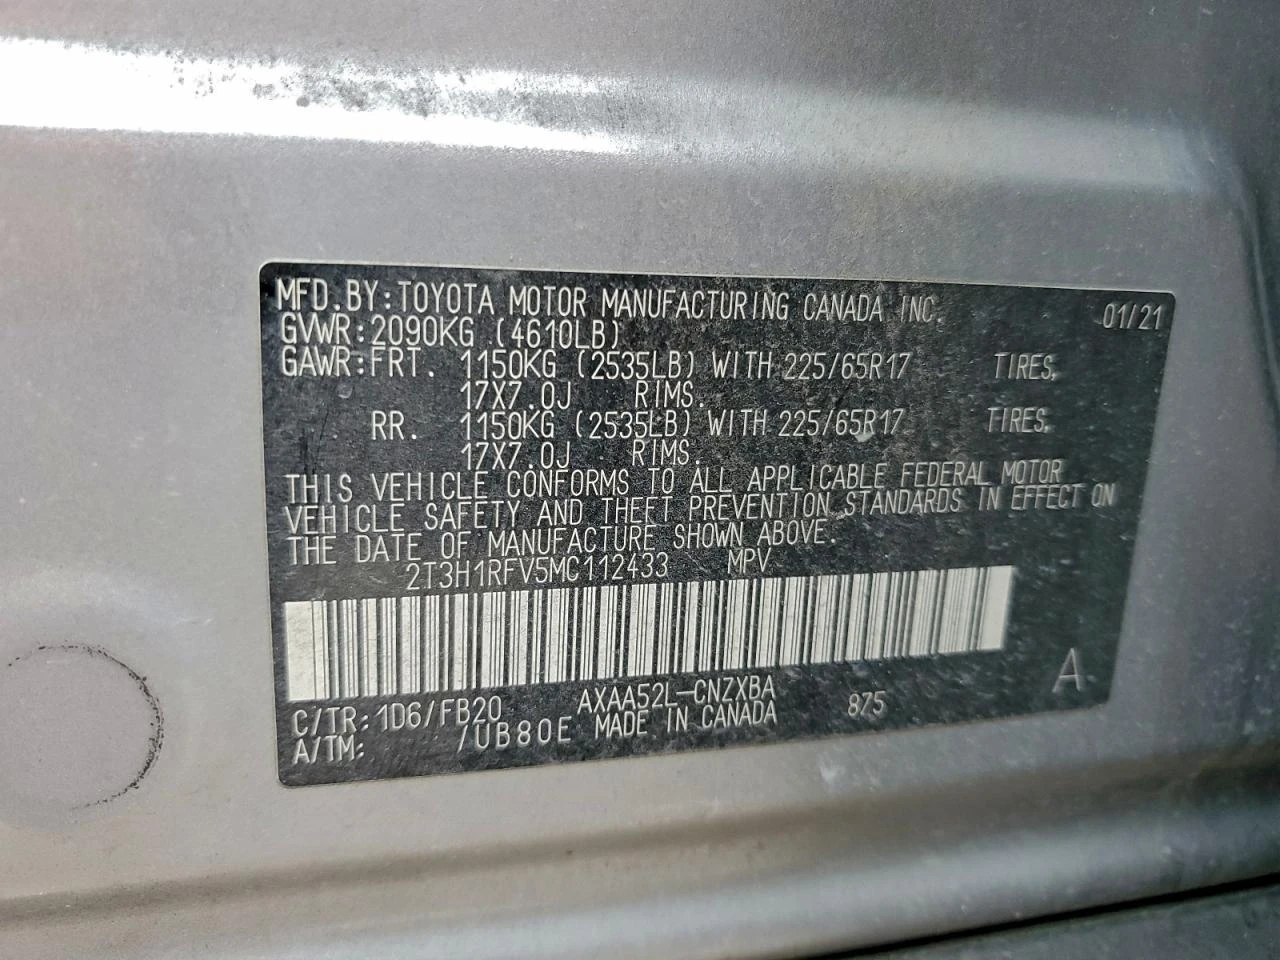 MFD.BY:TOYOTA MOTOR MANUFACTURING CANADA INC. 01/21
GVWR:2090KG (4610LB)
GAWR:FRT. 1150KG (2535LB) WITH 225/65R17 TIRES,
17X7.0J RIMS.
RR. 1150KG (2535LB) WITH 225/65R17 TIRES,
17X7.0J RIMS
THIS VEHICLE CONFORMS TO ALL APPLICABLE FEDERAL MOTOR
VEHICLE SAFETY AND THEFT PREVENTION STANDARDS IN EFFECT ON
THE DATE OF MANUFACTURE SHOWN ABOVE.
2T3H1RFV5MC112433 MPV
C/TR:1D6/FB20 AXAA52L-CNZXBA 875 A
A/TM: /UB80E MADE IN CANADA